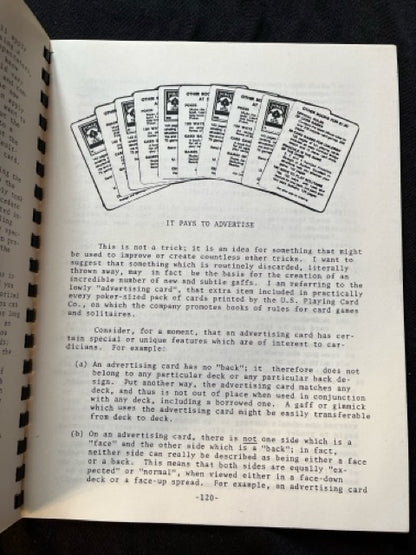 OTHER BOOKS FOR
IT PAYS TO ADVERTISE
This is not a trick; it is an idea for something that might
be used to improve or create countless other tricks. I want to
suggest that something which is routinely discarded, literally
thrown away, may in fact be the basis for the creation of an
incredible number of new and subtle gaffs. I am referring to the
lowly "advertising card", that extra item included in practically
every poker-sized pack of cards printed by the U.S. Playing Card
Co., on which the company promotes books of rules for card games
and solitaires.
Consider, for a moment, that an advertising card has cer-
tain special or unique features which are of interest to car-
dicians. For example:
(a) An advertising card has no "back"; it therefore does not
belong to any particular deck or any particular back de-
sign. Put another way, the advertising card matches any
deck, and thus is not out of place when used in conjunction
with any deck, including a borrowed one. A gaff or gimmick
which uses the advertising card might be easily transferable
from deck to deck.
(b) On an advertising card, there is not one side which is a
"face" and the other side which is a "back"; in fact,
neither side can really be described as being either a face
or a back. This means that both sides are equally "ex-
pected" or "normal", when viewed either in a face-down
deck or a face-up spread. For example, an advertising card
-120-